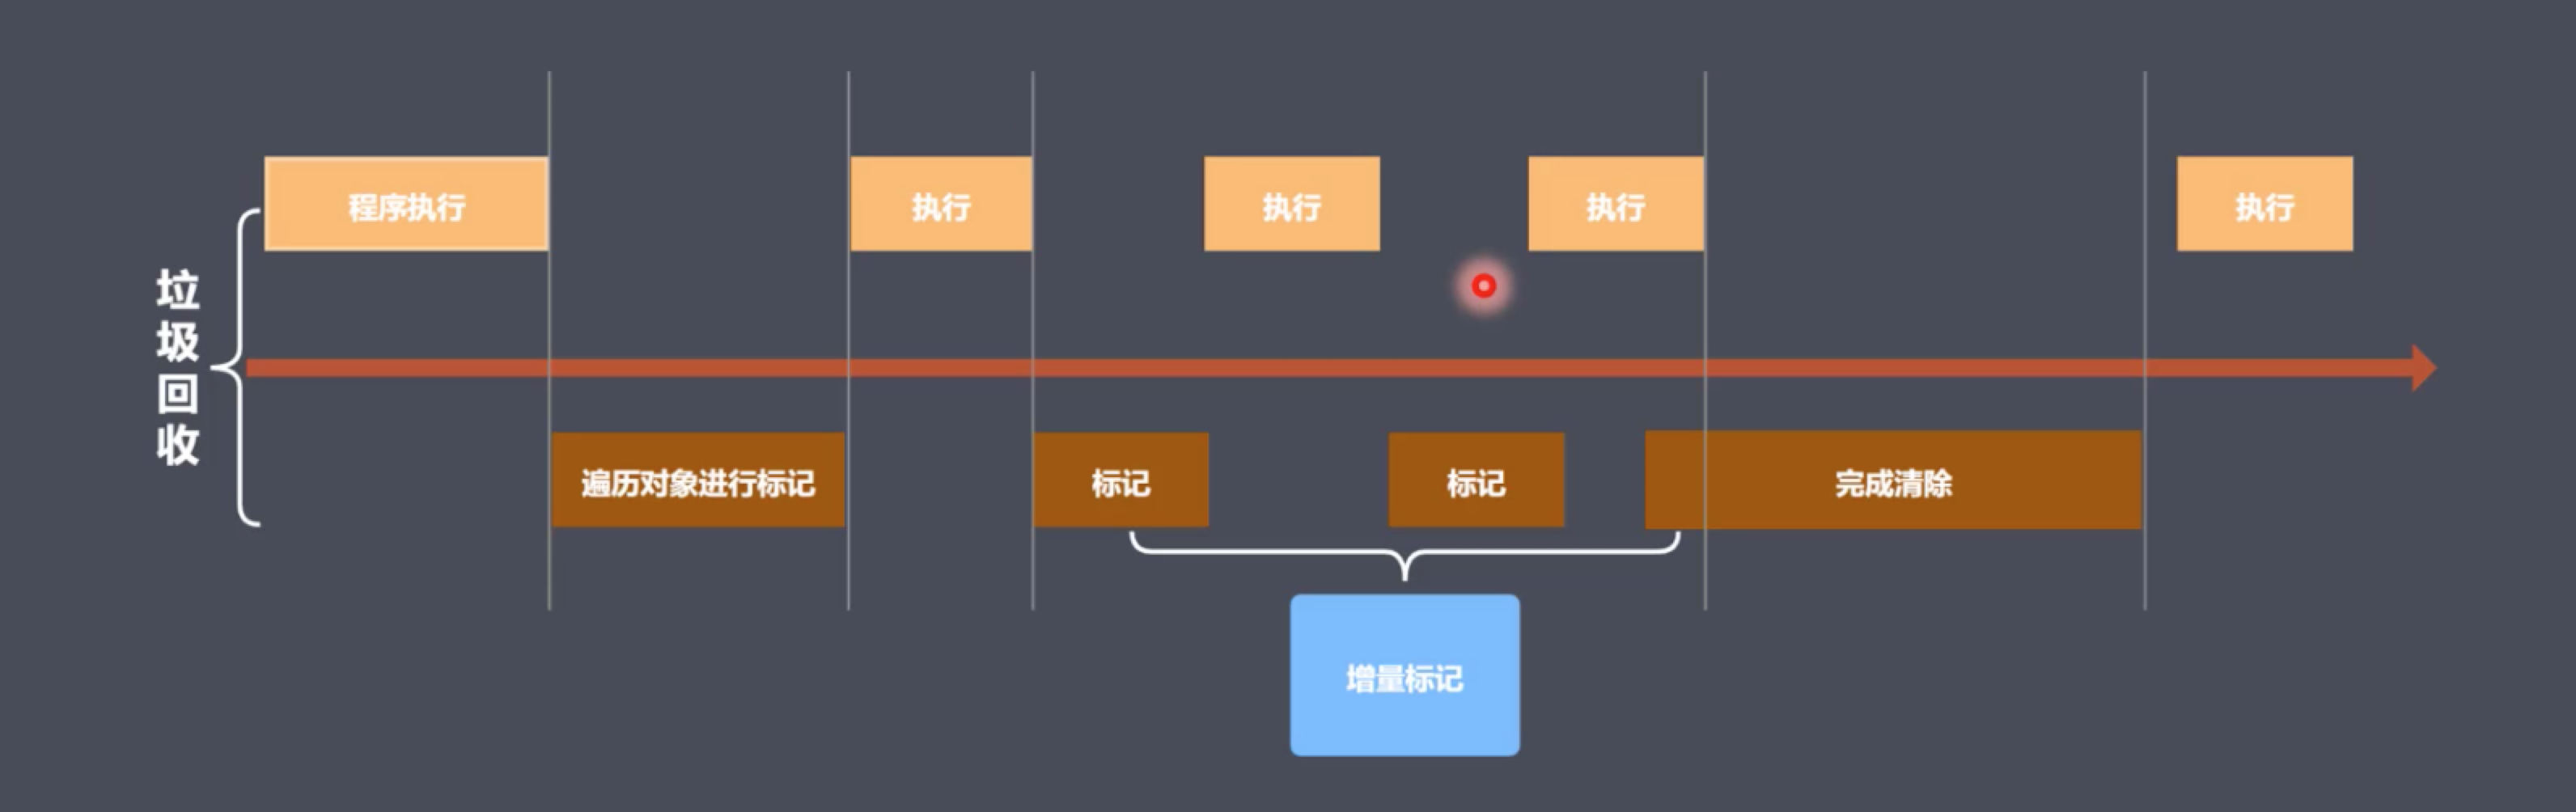 程序执行
执行
执行
执行
执行
垃圾回收
遍历对象进行标记
标记
标记
完成清除
增量标记